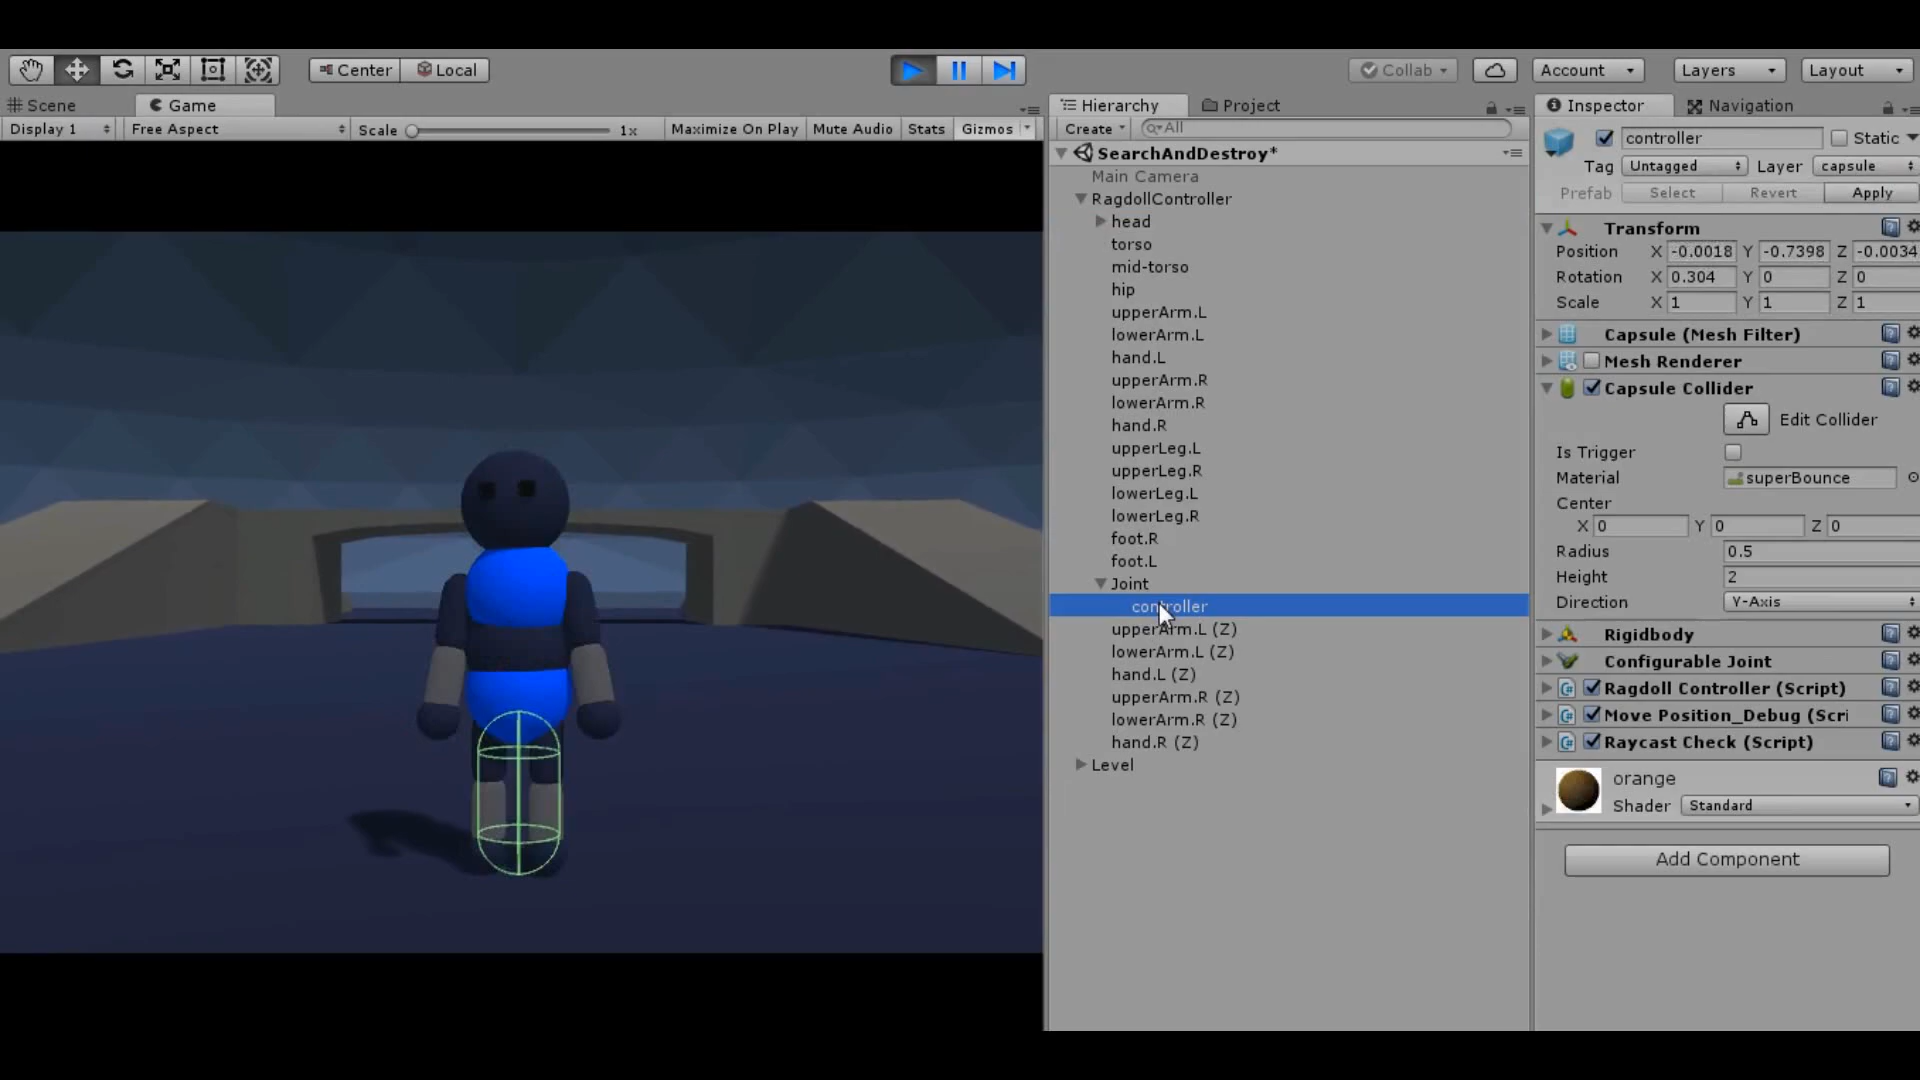 Center
Local
Collab
Account
Layers
Layout
Scene
Game
Hierarchy
Project
Inspector
Navigation
Display 1
Free Aspect
Scale
1x
Maximize On Play
Mute Audio
Stats
Gizmos
Create
All
SearchAndDestroy*
Main Camera
RagdollController
head
torso
mid-torso
hip
upperArm.L
lowerArm.L
hand.L
upperArm.R
lowerArm.R
hand.R
upperLeg.L
upperLeg.R
lowerLeg.L
lowerLeg.R
foot.R
foot.L
Joint
controller
upperArm.L (Z)
lowerArm.L (Z)
hand.L (Z)
upperArm.R (Z)
lowerArm.R (Z)
hand.R (Z)
Level
controller
Static
Tag Untagged Layer capsule
Prefab Select Revert Apply
Transform
Position X -0.0018 Y -0.7398 Z -0.0034
Rotation X 0.304 Y 0 Z 0
Scale X 1 Y 1 Z 1
Capsule (Mesh Filter)
Mesh Renderer
Capsule Collider
Edit Collider
Is Trigger
Material superBounce
Center
X 0 Y 0 Z 0
Radius 0.5
Height 2
Direction Y-Axis
Rigidbody
Configurable Joint
Ragdoll Controller (Script)
Move Position_Debug (Scri
Raycast Check (Script)
orange
Shader Standard
Add Component